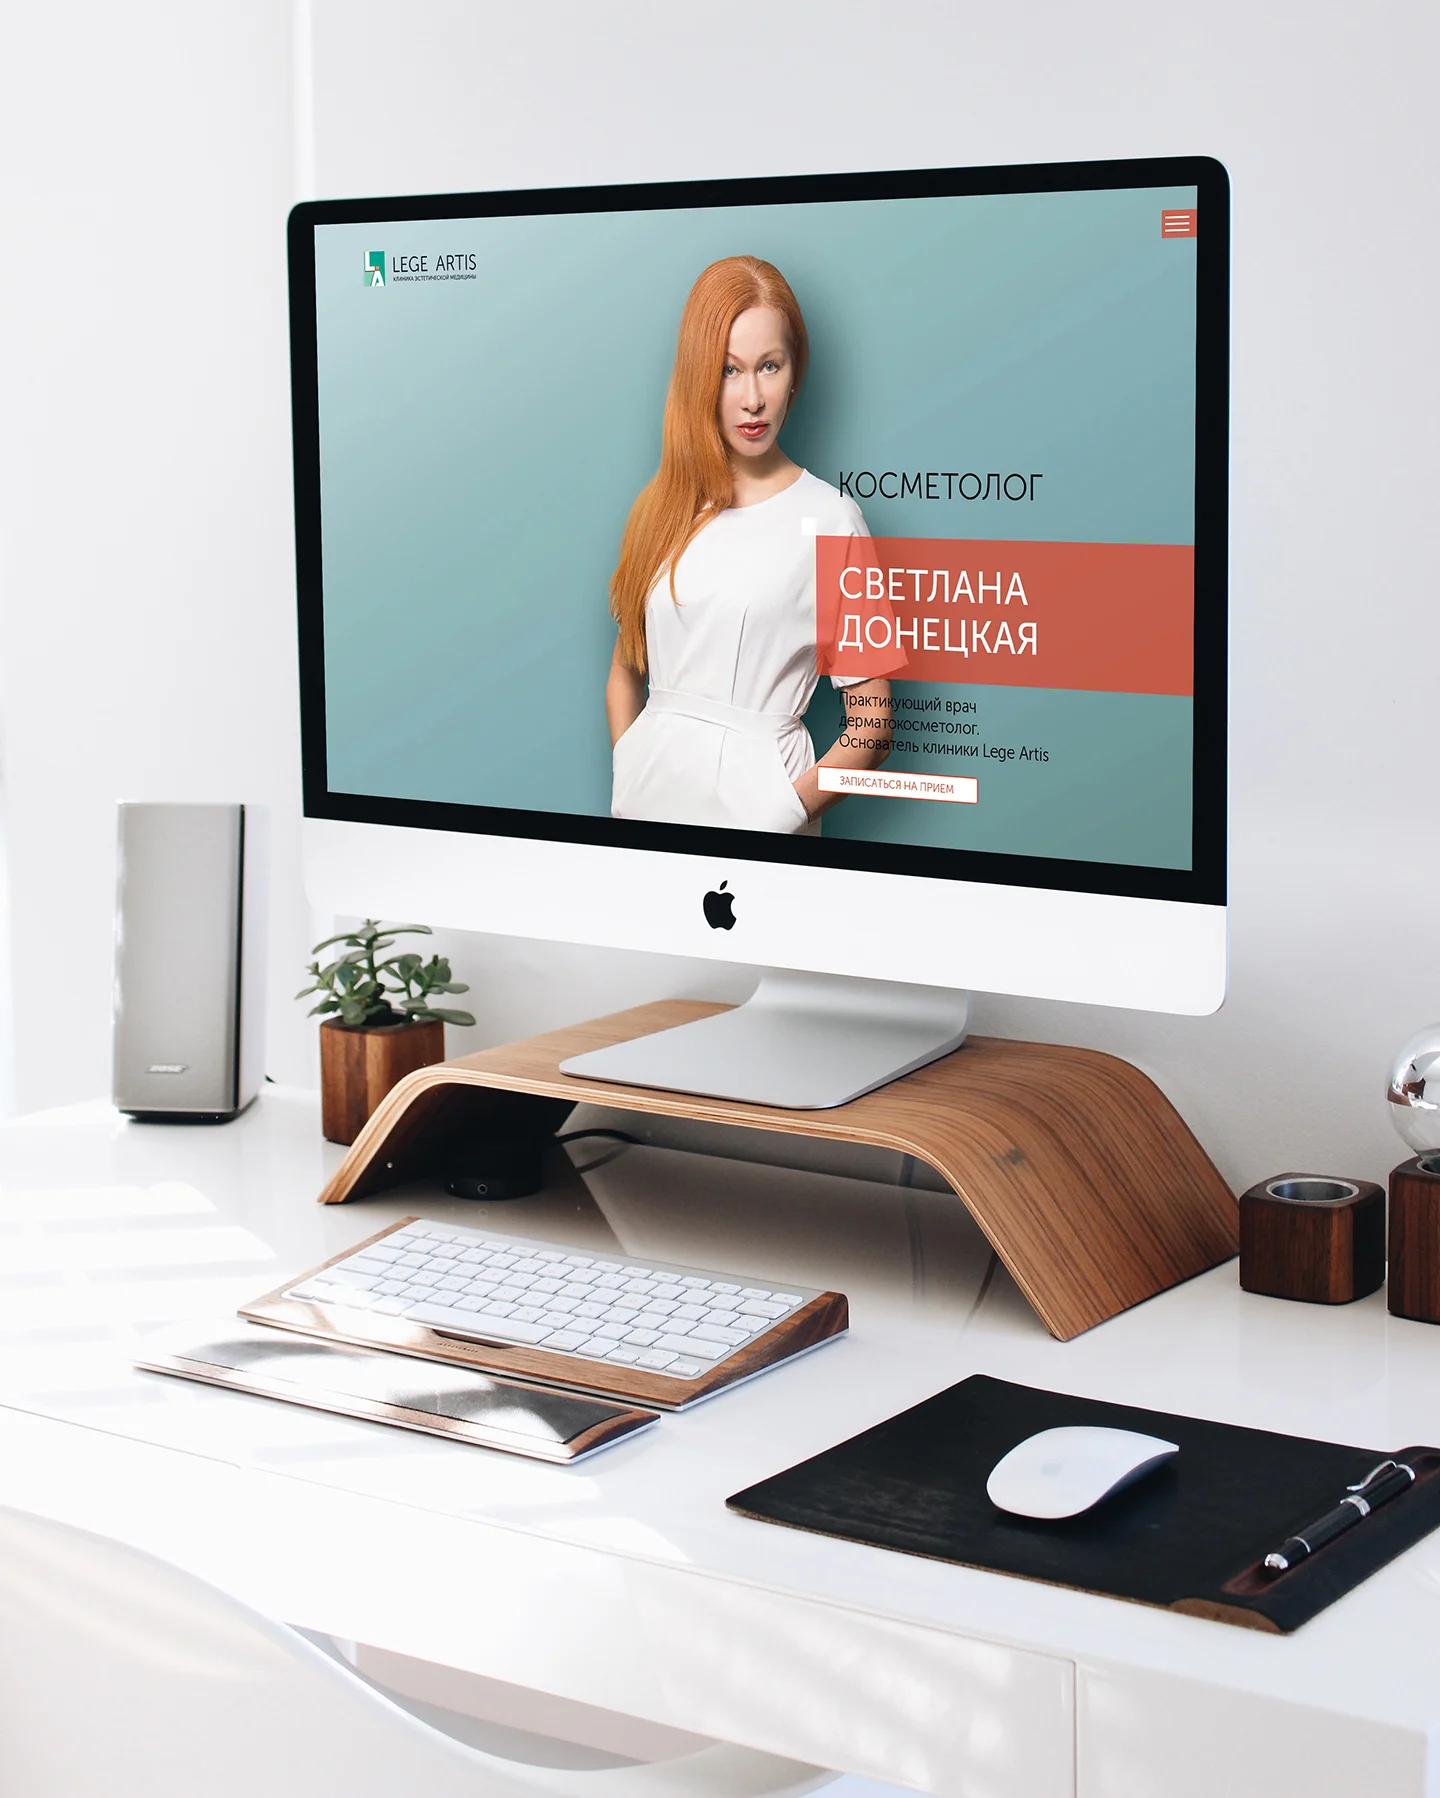 LEGE ARTIS
КЛИНИКА ЭСТЕТИЧЕСКОЙ МЕДИЦИНЫ
КОСМЕТОЛОГ
СВЕТЛАНА
ДОНЕЦКАЯ
Практикующий врач
дерматокосметолог.
Основатель клиники Lege Artis
ЗАПИСАТЬСЯ НА ПРИЕМ
BOSE